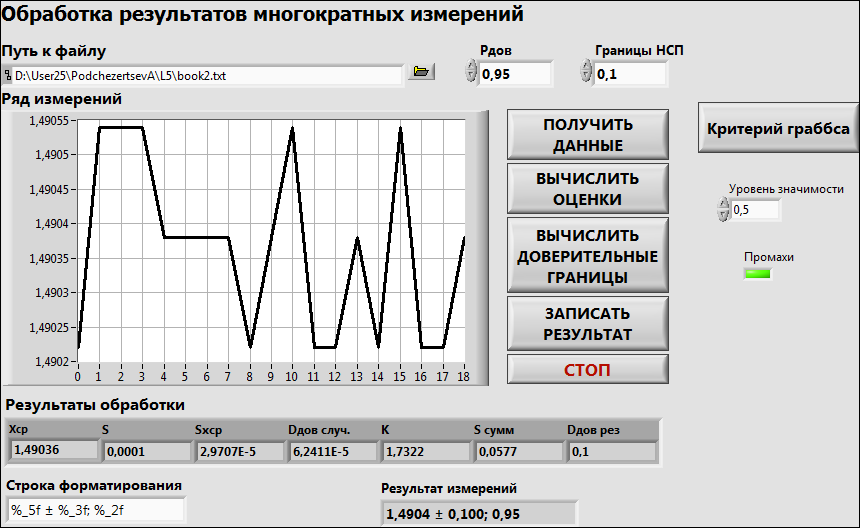 Обработка результатов многократных измерений
Путь к файлу
Pдов
Границы НСП
D:\User25\PodchezertsevA\L5\book2.txt
0,95
0,1
Ряд измерений
1,49055
1,4905
1,49045
1,4904
1,49035
1,4903
1,49025
1,4902
0 1 2 3 4 5 6 7 8 9 10 11 12 13 14 15 16 17 18
ПОЛУЧИТЬ
ДАННЫЕ
ВЫЧИСЛИТЬ
ОЦЕНКИ
ВЫЧИСЛИТЬ
ДОВЕРИТЕЛЬНЫЕ
ГРАНИЦЫ
ЗАПИСАТЬ
РЕЗУЛЬТАТ
СТОП
Критерий граббса
Уровень значимости
0,5
Промахи
Результаты обработки
Xср S Sxср Dдов случ. K S сумм Dдов рез
1,49036 0,0001 2,9707E-5 6,2411E-5 1,7322 0,0577 0,1
Строка форматирования
%_5f ± %_3f; %_2f
Результат измерений
1,4904 ± 0,100; 0,95